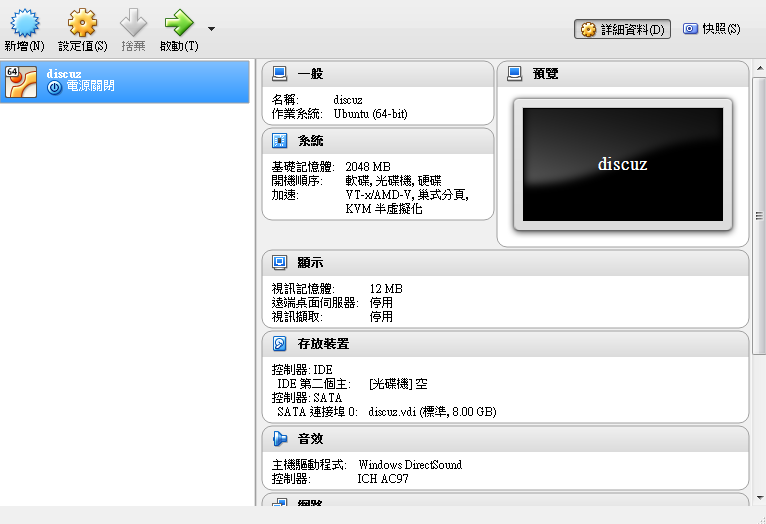 新增(N) 設定值(S) 捨棄 啟動(T) 詳細資料(D) 快照(S)
64 discuz
電源關閉
一般
名稱: discuz
作業系統: Ubuntu (64-bit)
系統
基礎記憶體: 2048 MB
開機順序: 軟碟, 光碟機, 硬碟
加速: VT-x/AMD-V, 巢式分頁,
KVM 半虛擬化
預覽
discuz
顯示
視訊記憶體: 12 MB
遠端桌面伺服器: 停用
視訊擷取: 停用
存放裝置
控制器: IDE
IDE 第二個主: [光碟機] 空
控制器: SATA
SATA 連接埠 0: discuz.vdi (標準, 8.00 GB)
音效
主機驅動程式: Windows DirectSound
控制器: ICH AC97
網路